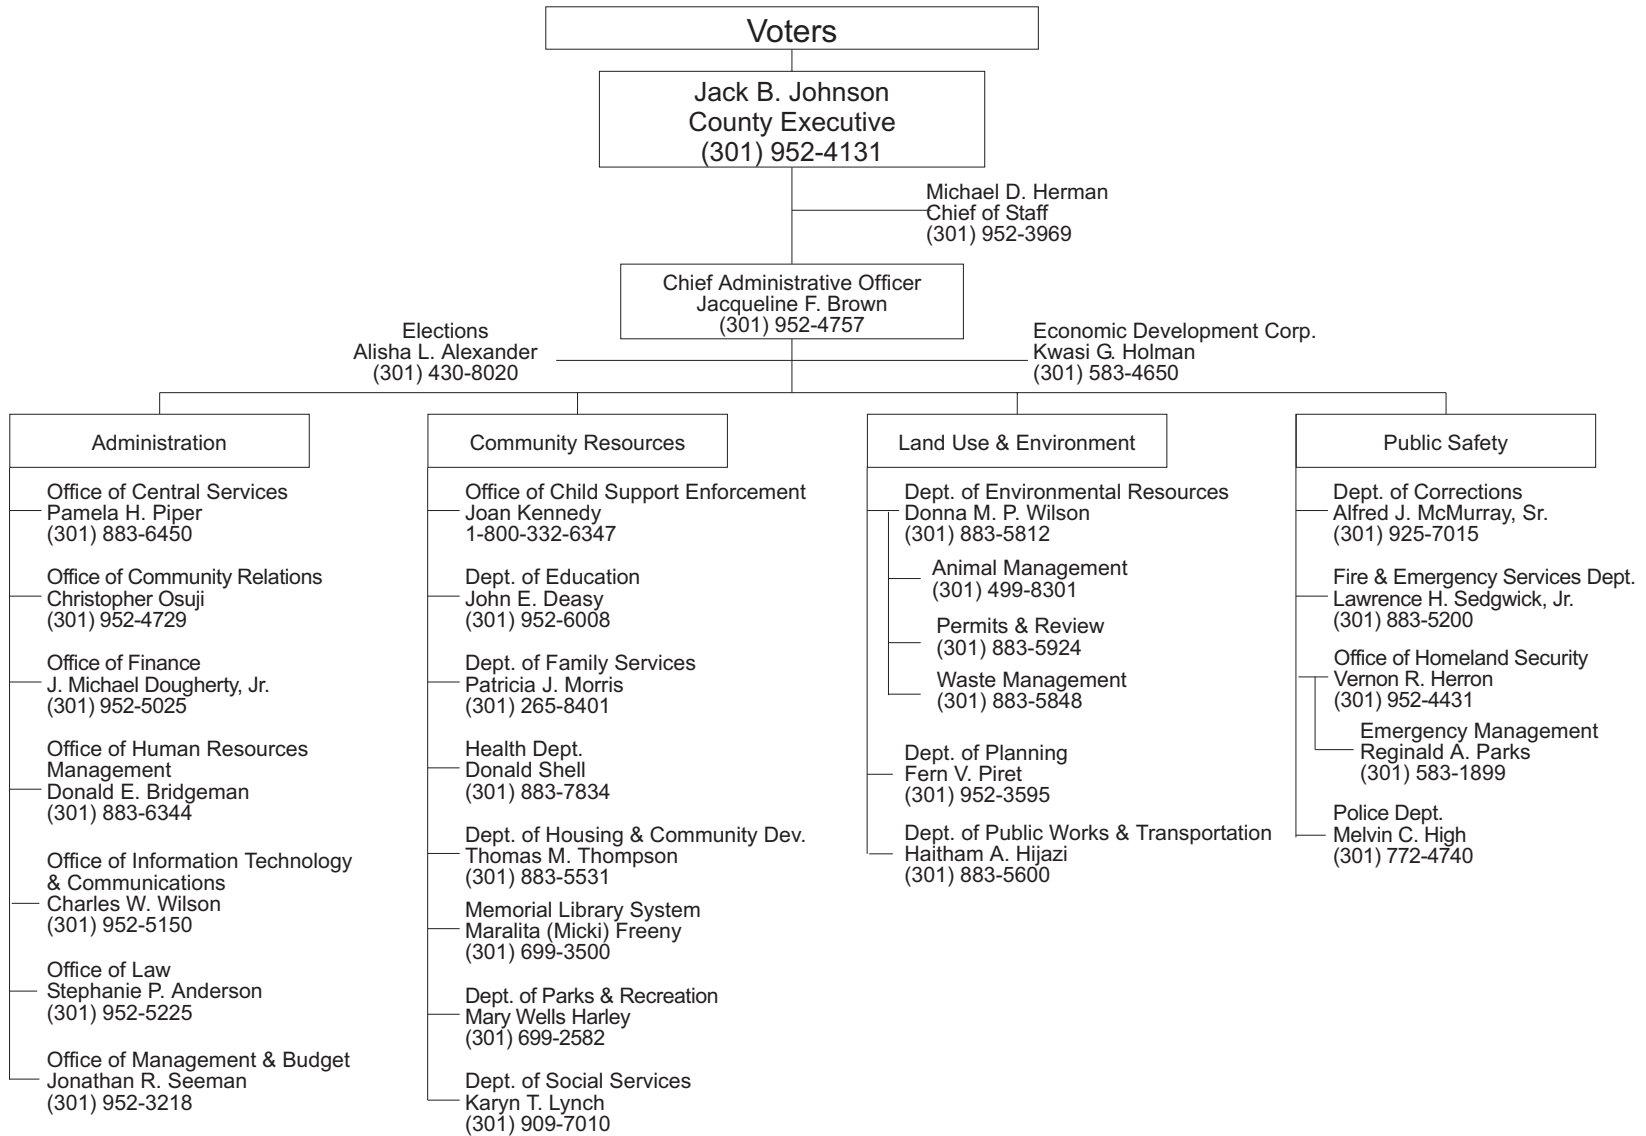 Voters
Jack B. Johnson
County Executive
(301) 952-4131
Michael D. Herman
Chief of Staff
(301) 952-3969
Chief Administrative Officer
Jacqueline F. Brown
(301) 952-4757
Elections
Alisha L. Alexander
(301) 430-8020
Economic Development Corp.
Kwasi G. Holman
(301) 583-4650
Administration
Office of Central Services
Pamela H. Piper
(301) 883-6450
Office of Community Relations
Christopher Osuji
(301) 952-4729
Office of Finance
J. Michael Dougherty, Jr.
(301) 952-5025
Office of Human Resources
Management
Donald E. Bridgeman
(301) 883-6344
Office of Information Technology
& Communications
Charles W. Wilson
(301) 952-5150
Office of Law
Stephanie P. Anderson
(301) 952-5225
Office of Management & Budget
Jonathan R. Seeman
(301) 952-3218
Community Resources
Office of Child Support Enforcement
Joan Kennedy
1-800-332-6347
Dept. of Education
John E. Deasy
(301) 952-6008
Dept. of Family Services
Patricia J. Morris
(301) 265-8401
Health Dept.
Donald Shell
(301) 883-7834
Dept. of Housing & Community Dev.
Thomas M. Thompson
(301) 883-5531
Memorial Library System
Maralita (Micki) Freeny
(301) 699-3500
Dept. of Parks & Recreation
Mary Wells Harley
(301) 699-2582
Dept. of Social Services
Karyn T. Lynch
(301) 909-7010
Land Use & Environment
Dept. of Environmental Resources
Donna M. P. Wilson
(301) 883-5812
Animal Management
(301) 499-8301
Permits & Review
(301) 883-5924
Waste Management
(301) 883-5848
Dept. of Planning
Fern V. Piret
(301) 952-3595
Dept. of Public Works & Transportation
Haitham A. Hijazi
(301) 883-5600
Public Safety
Dept. of Corrections
Alfred J. McMurray, Sr.
(301) 925-7015
Fire & Emergency Services Dept.
Lawrence H. Sedgwick, Jr.
(301) 883-5200
Office of Homeland Security
Vernon R. Herron
(301) 952-4431
Emergency Management
Reginald A. Parks
(301) 583-1899
Police Dept.
Melvin C. High
(301) 772-4740